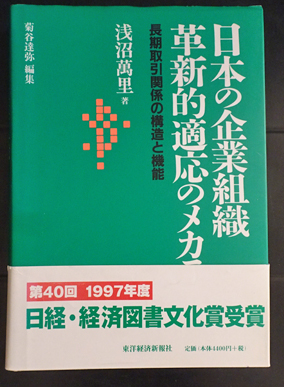 日本の企業組織
革新的適応のメカ
長期取引関係の構造と機能
浅沼萬里 著
菊谷達弥 編集
第40回 1997年度
日経・経済図書文化賞受賞
東洋経済新報社
定価(本体4400円+税)